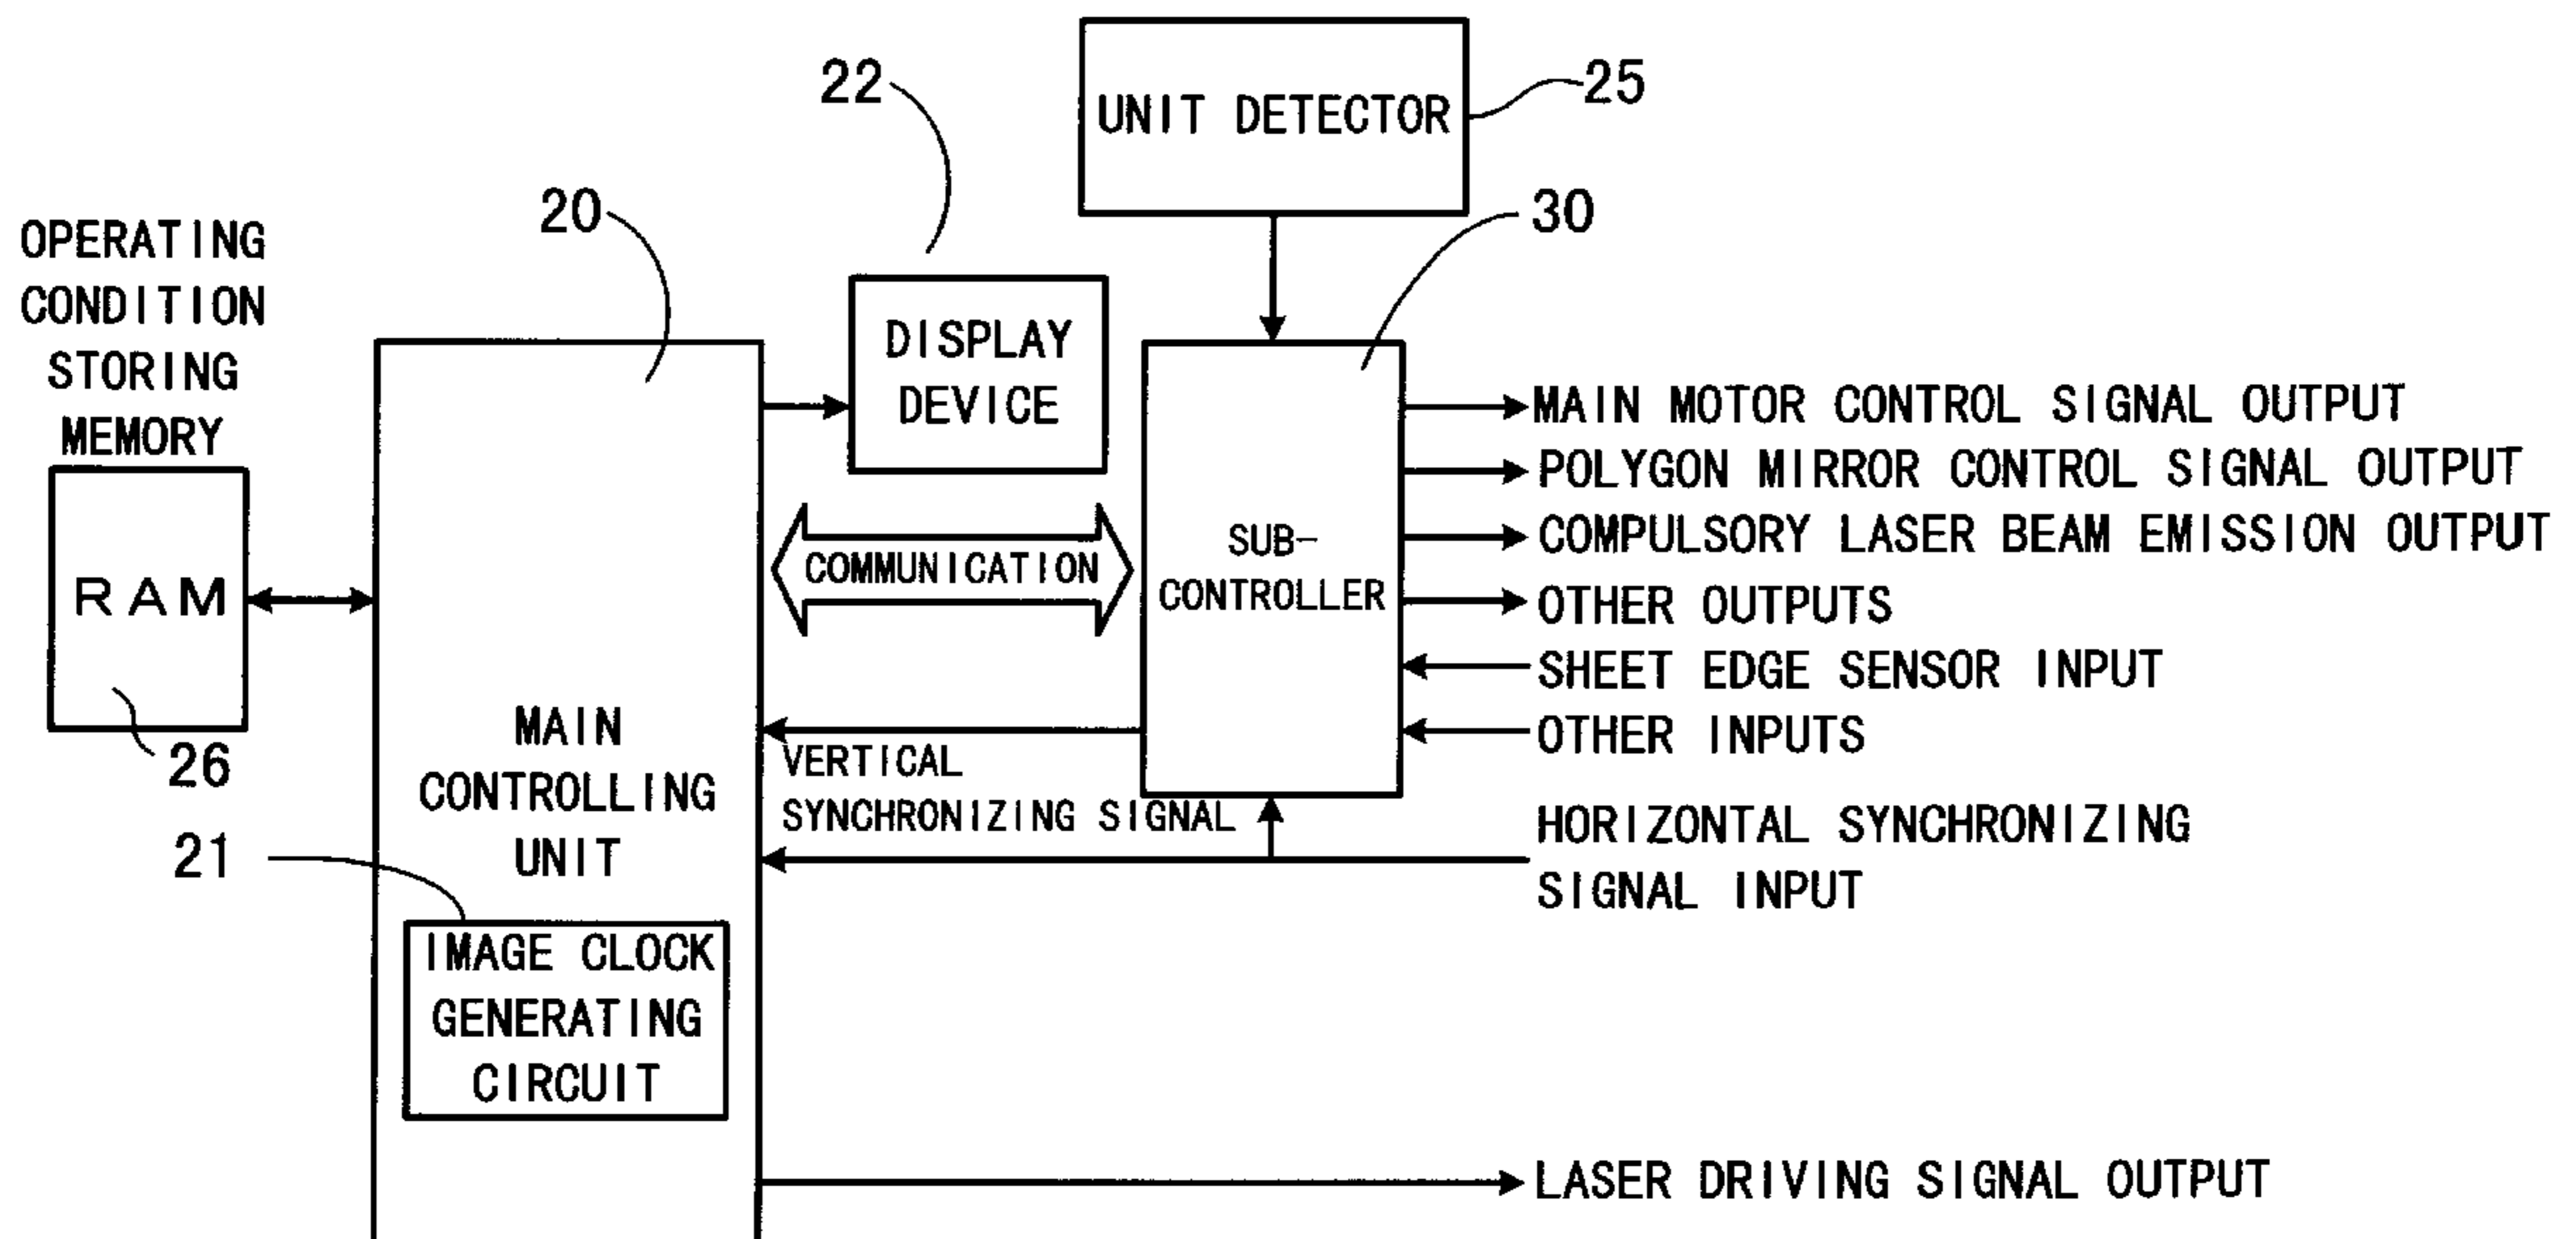 UNIT DETECTOR
25
22
20
30
OPERATING
CONDITION
STORING
MEMORY
RAM
26
DISPLAY
DEVICE
COMMUNICATION
SUB-
CONTROLLER
MAIN MOTOR CONTROL SIGNAL OUTPUT
POLYGON MIRROR CONTROL SIGNAL OUTPUT
COMPULSORY LASER BEAM EMISSION OUTPUT
OTHER OUTPUTS
SHEET EDGE SENSOR INPUT
OTHER INPUTS
MAIN
CONTROLLING
UNIT
VERTICAL
SYNCHRONIZING SIGNAL
HORIZONTAL SYNCHRONIZING
SIGNAL INPUT
21
IMAGE CLOCK
GENERATING
CIRCUIT
LASER DRIVING SIGNAL OUTPUT